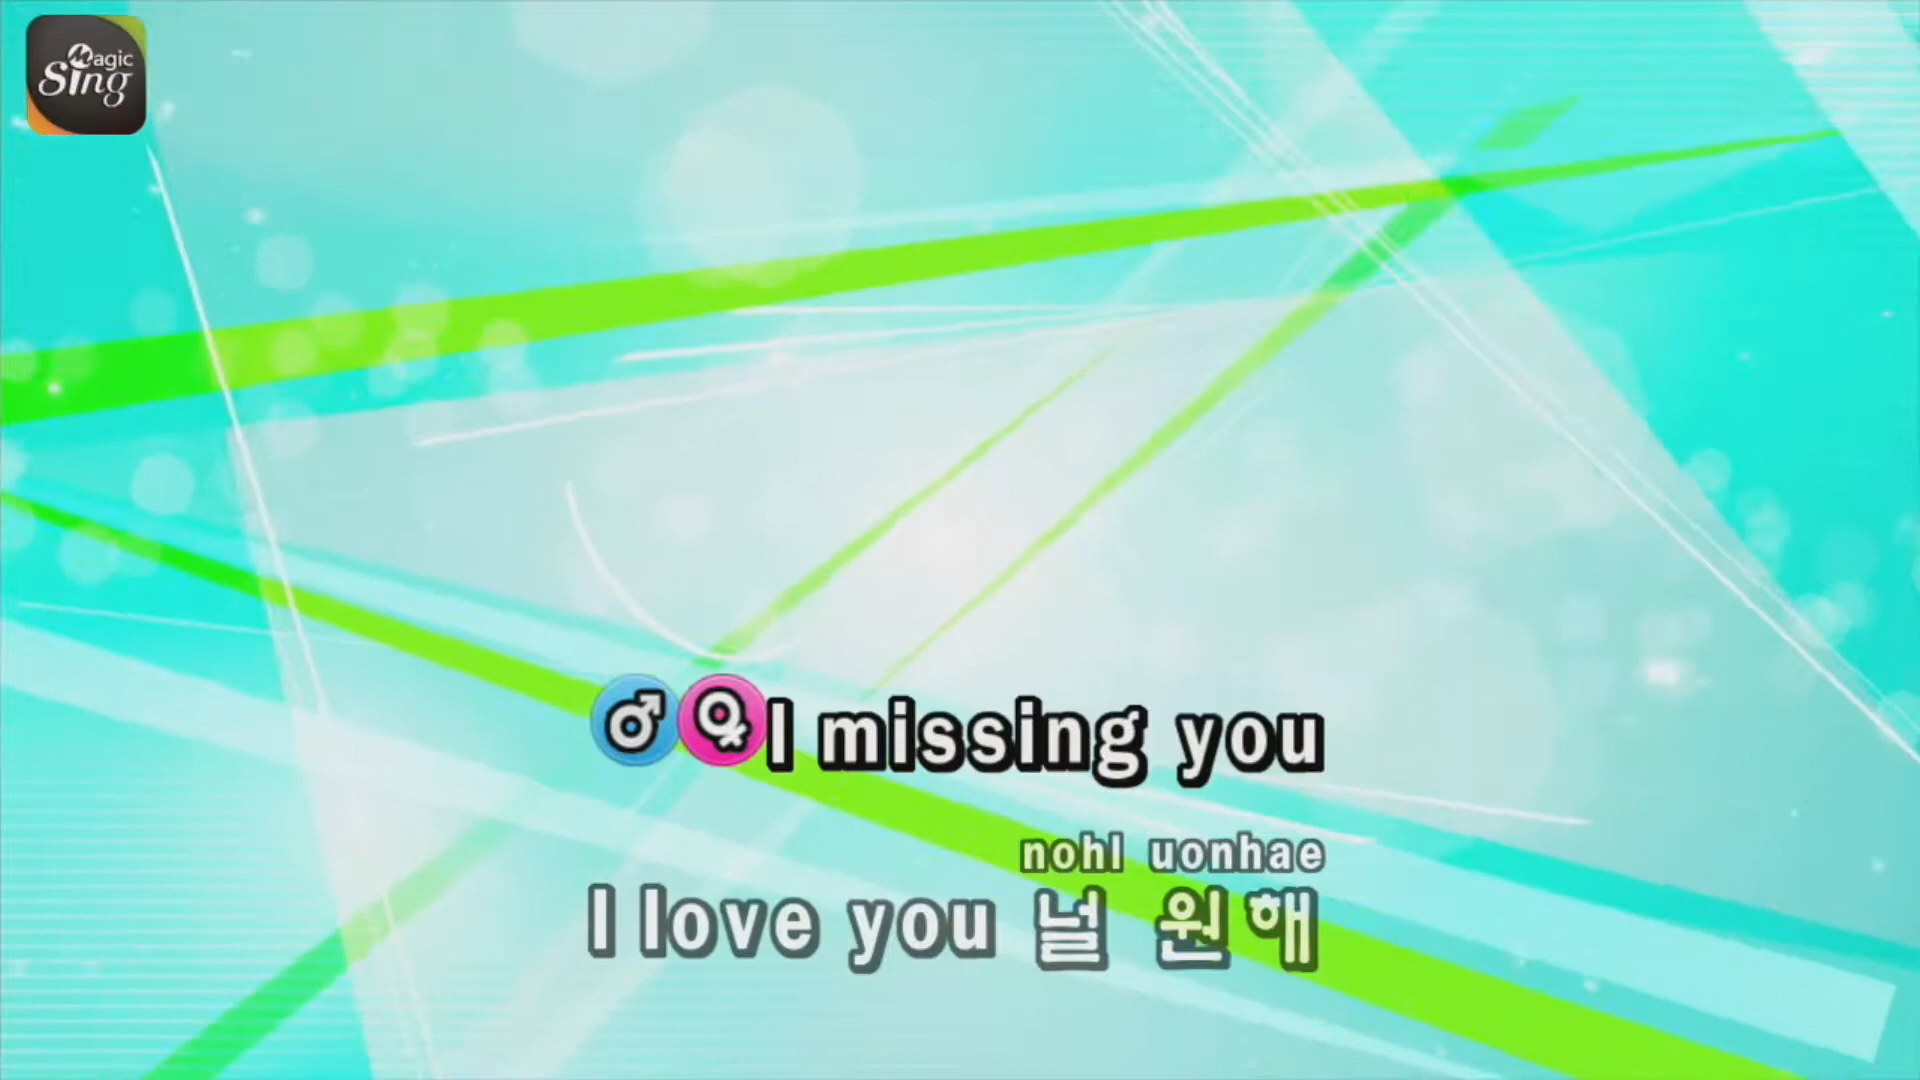 Magic
Sing
I missing you
nohl uonhae
I love you 널 원해